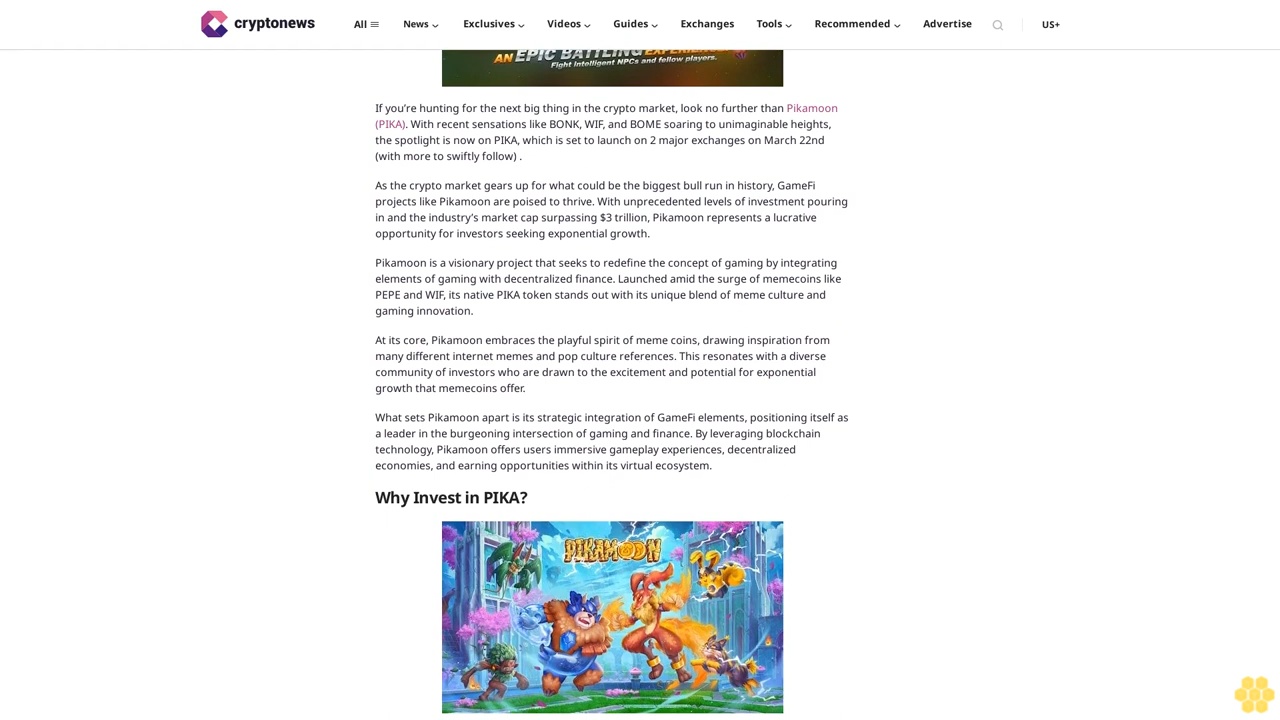 cryptonews
All
News
Exclusives
Videos
Guides
Exchanges
Tools
Recommended
Advertise
US+
AN EPIC BATTLING EXPERIENCE
Fight intelligent NPCs and fellow players.
If you’re hunting for the next big thing in the crypto market, look no further than Pikamoon
(PIKA). With recent sensations like BONK, WIF, and BOME soaring to unimaginable heights,
the spotlight is now on PIKA, which is set to launch on 2 major exchanges on March 22nd
(with more to swiftly follow) .
As the crypto market gears up for what could be the biggest bull run in history, GameFi
projects like Pikamoon are poised to thrive. With unprecedented levels of investment pouring
in and the industry’s market cap surpassing $3 trillion, Pikamoon represents a lucrative
opportunity for investors seeking exponential growth.
Pikamoon is a visionary project that seeks to redefine the concept of gaming by integrating
elements of gaming with decentralized finance. Launched amid the surge of memecoins like
PEPE and WIF, its native PIKA token stands out with its unique blend of meme culture and
gaming innovation.
At its core, Pikamoon embraces the playful spirit of meme coins, drawing inspiration from
many different internet memes and pop culture references. This resonates with a diverse
community of investors who are drawn to the excitement and potential for exponential
growth that memecoins offer.
What sets Pikamoon apart is its strategic integration of GameFi elements, positioning itself as
a leader in the burgeoning intersection of gaming and finance. By leveraging blockchain
technology, Pikamoon offers users immersive gameplay experiences, decentralized
economies, and earning opportunities within its virtual ecosystem.
Why Invest in PIKA?
PIKAMOON